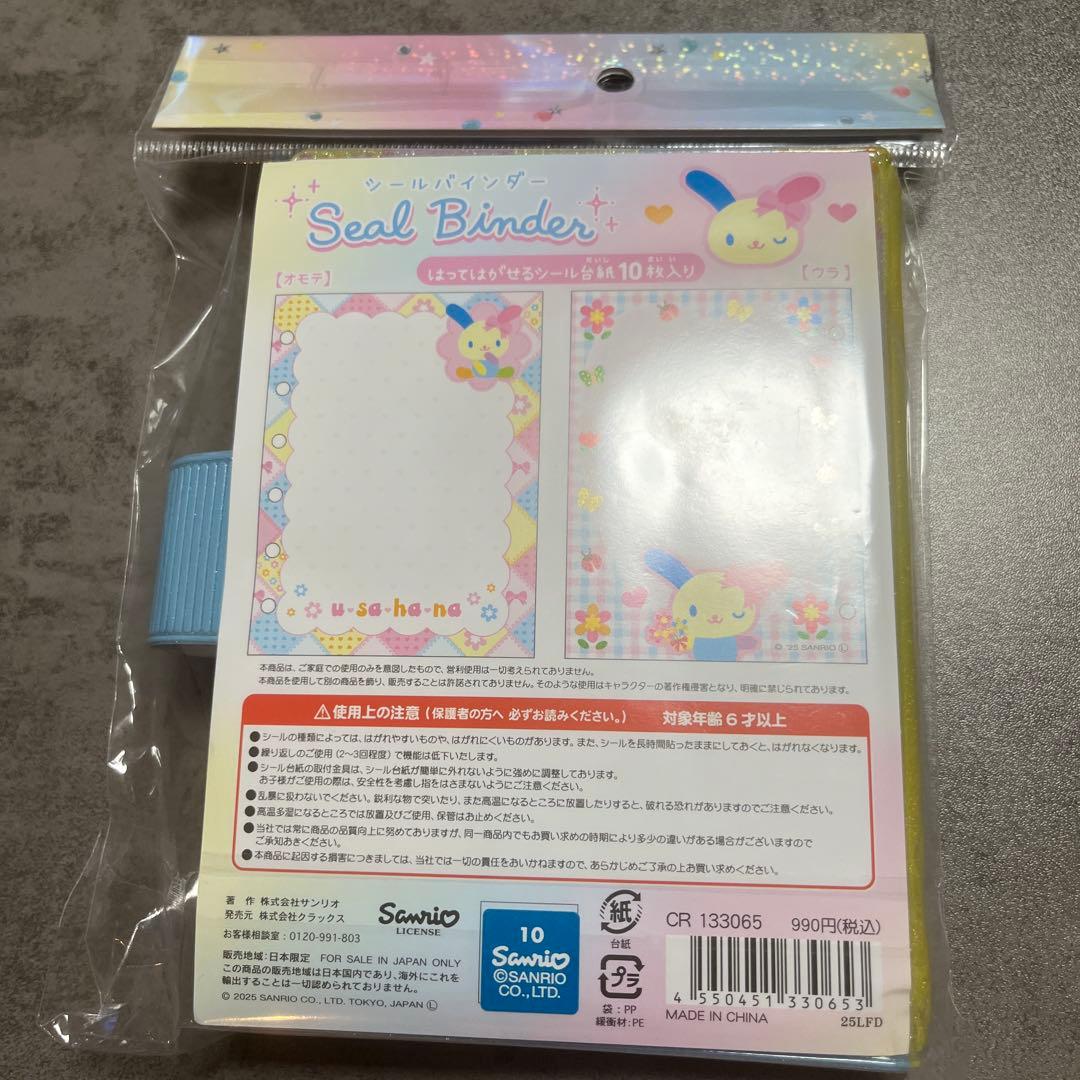 シールバインダー
Seal Binder
はってはがせるシール台紙10枚入り
だいし
まいい
【オモテ】
【ウラ】
u•sa•ha•na
© '25 SANRIO Ⓛ
本商品は、ご家庭での使用のみを意図したもので、営利使用は一切考えられておりません。
本商品を使用して別の商品を飾り、販売することは許諾されておりません。そのような使用はキャラクターの著作権侵害となり、明確に禁じられております。
⚠使用上の注意(保護者の方へ 必ずお読みください。) 対象年齢6才以上
●シールの種類によっては、はがれやすいものや、はがれにくいものがあります。また、シールを長時間貼ったままにしておくと、はがれなくなります。
●繰り返しのご使用(2〜3回程度)で機能は低下いたします。
●シール台紙の取付金具は、シール台紙が簡単に外れないように強めに調整しております。
お子様がご使用の際は、安全性を考慮し指をはさまないようにご注意ください。
●乱暴に扱わないでください。鋭利な物で突いたり、また高温になるところに放置したりすると、破れる恐れがありますのでご注意ください。
●高温多湿になるところでは放置及びご使用、保管はお止めください。
●当社では常に商品の品質向上に努めておりますが、同一商品内でもお買い求めの時期により多少の違いがある場合がございますので
ご承知おきください。
●本商品に起因する損害につきましては、当社では一切の責任をおいかねますので、あらかじめご了承の上お買い求めください。
著 作 株式会社サンリオ
発売元 株式会社クラックス
お客様相談室:0120-991-803
Sanrio
LICENSE
販売地域:日本限定 FOR SALE IN JAPAN ONLY
この商品の販売地域は日本国内であり、海外にこれを
輸出することは一切認められておりません。
© 2025 SANRIO CO., LTD. TOKYO, JAPAN Ⓛ
10
Sanrio
©SANRIO
CO., LTD.
紙
台紙
プラ
袋:PP
緩衝材:PE
CR 133065 990円(税込)
4 550451 330653
MADE IN CHINA
25LFD